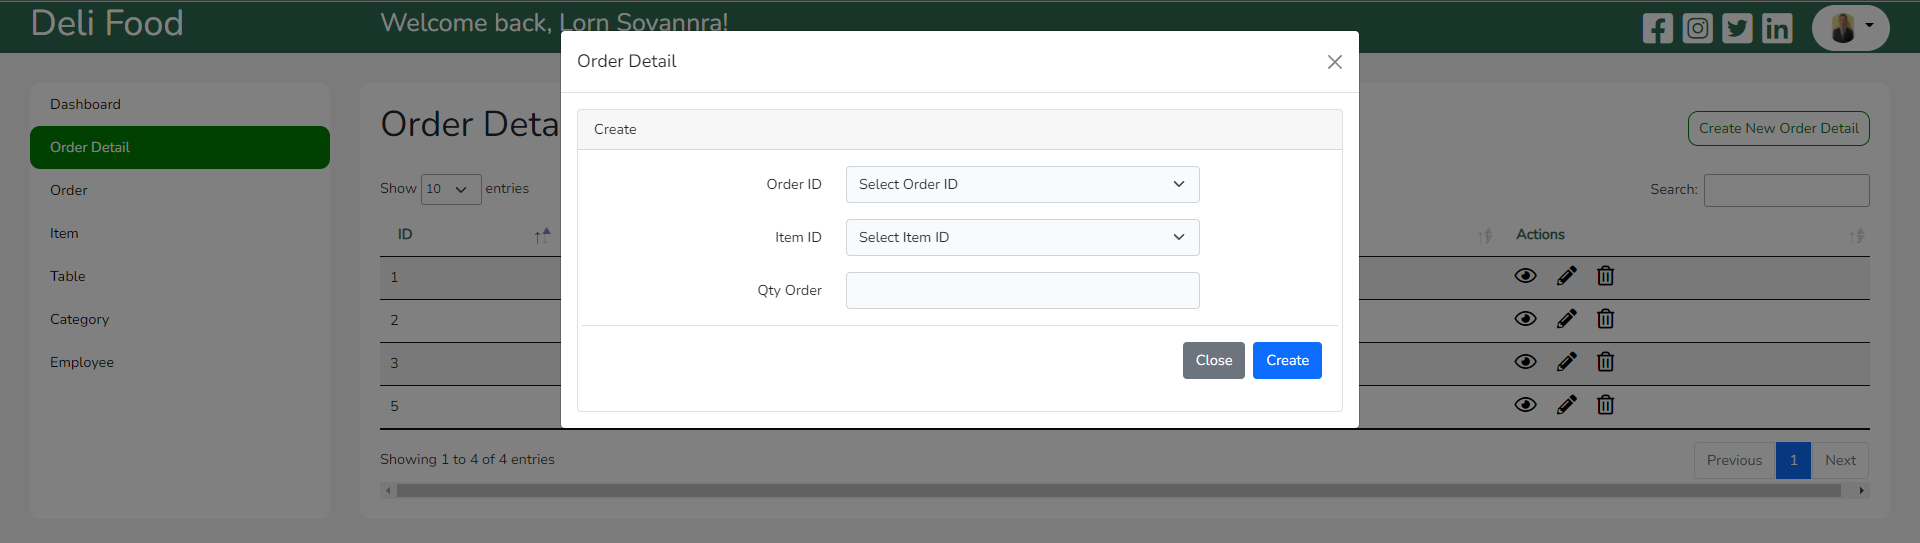 Deli Food
Welcome back, Lorn Sovannra!
Dashboard
Order Detail
Order
Item
Table
Category
Employee
Order Deta
Create New Order Detail
Show 10 entries
Search:
ID
Actions
1
2
3
5
Showing 1 to 4 of 4 entries
Previous 1 Next
Order Detail
Create
Order ID Select Order ID
Item ID Select Item ID
Qty Order
Close Create